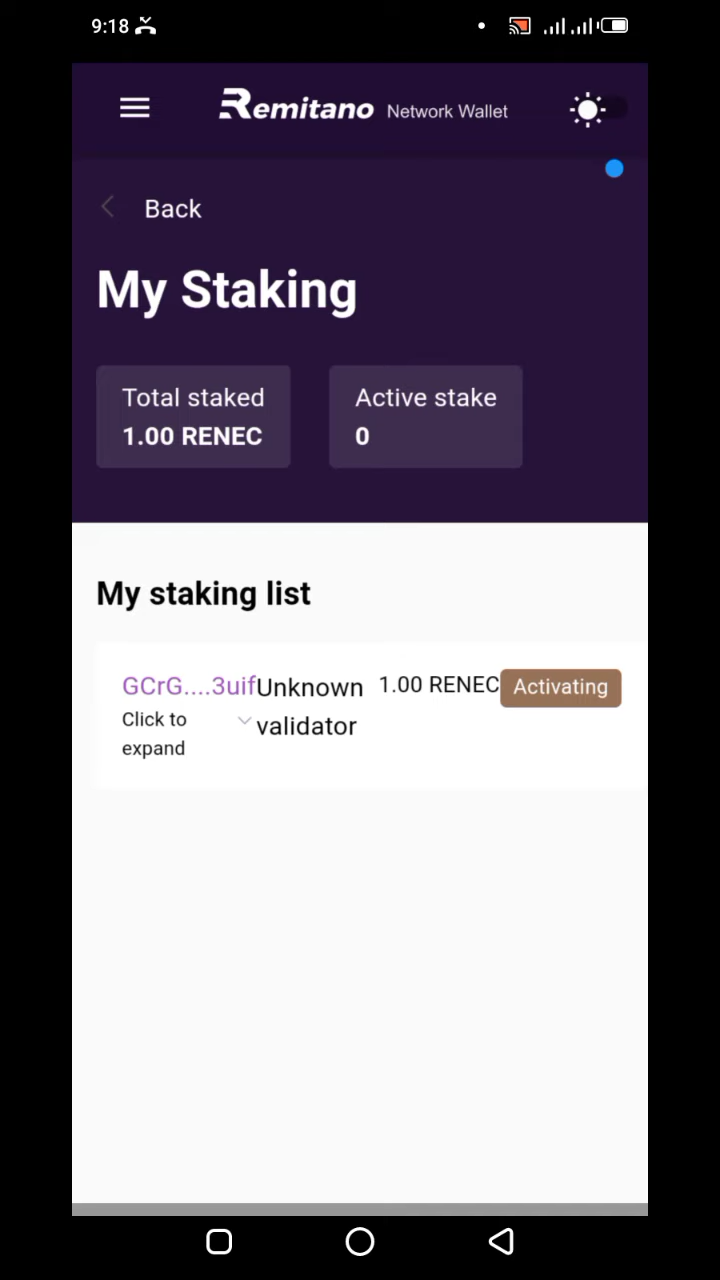 9:18
Remitano Network Wallet
Back
My Staking
Total staked
1.00 RENEC
Active stake
0
My staking list
GCrG....3uif
Click to
expand
Unknown
validator
1.00 RENEC
Activating